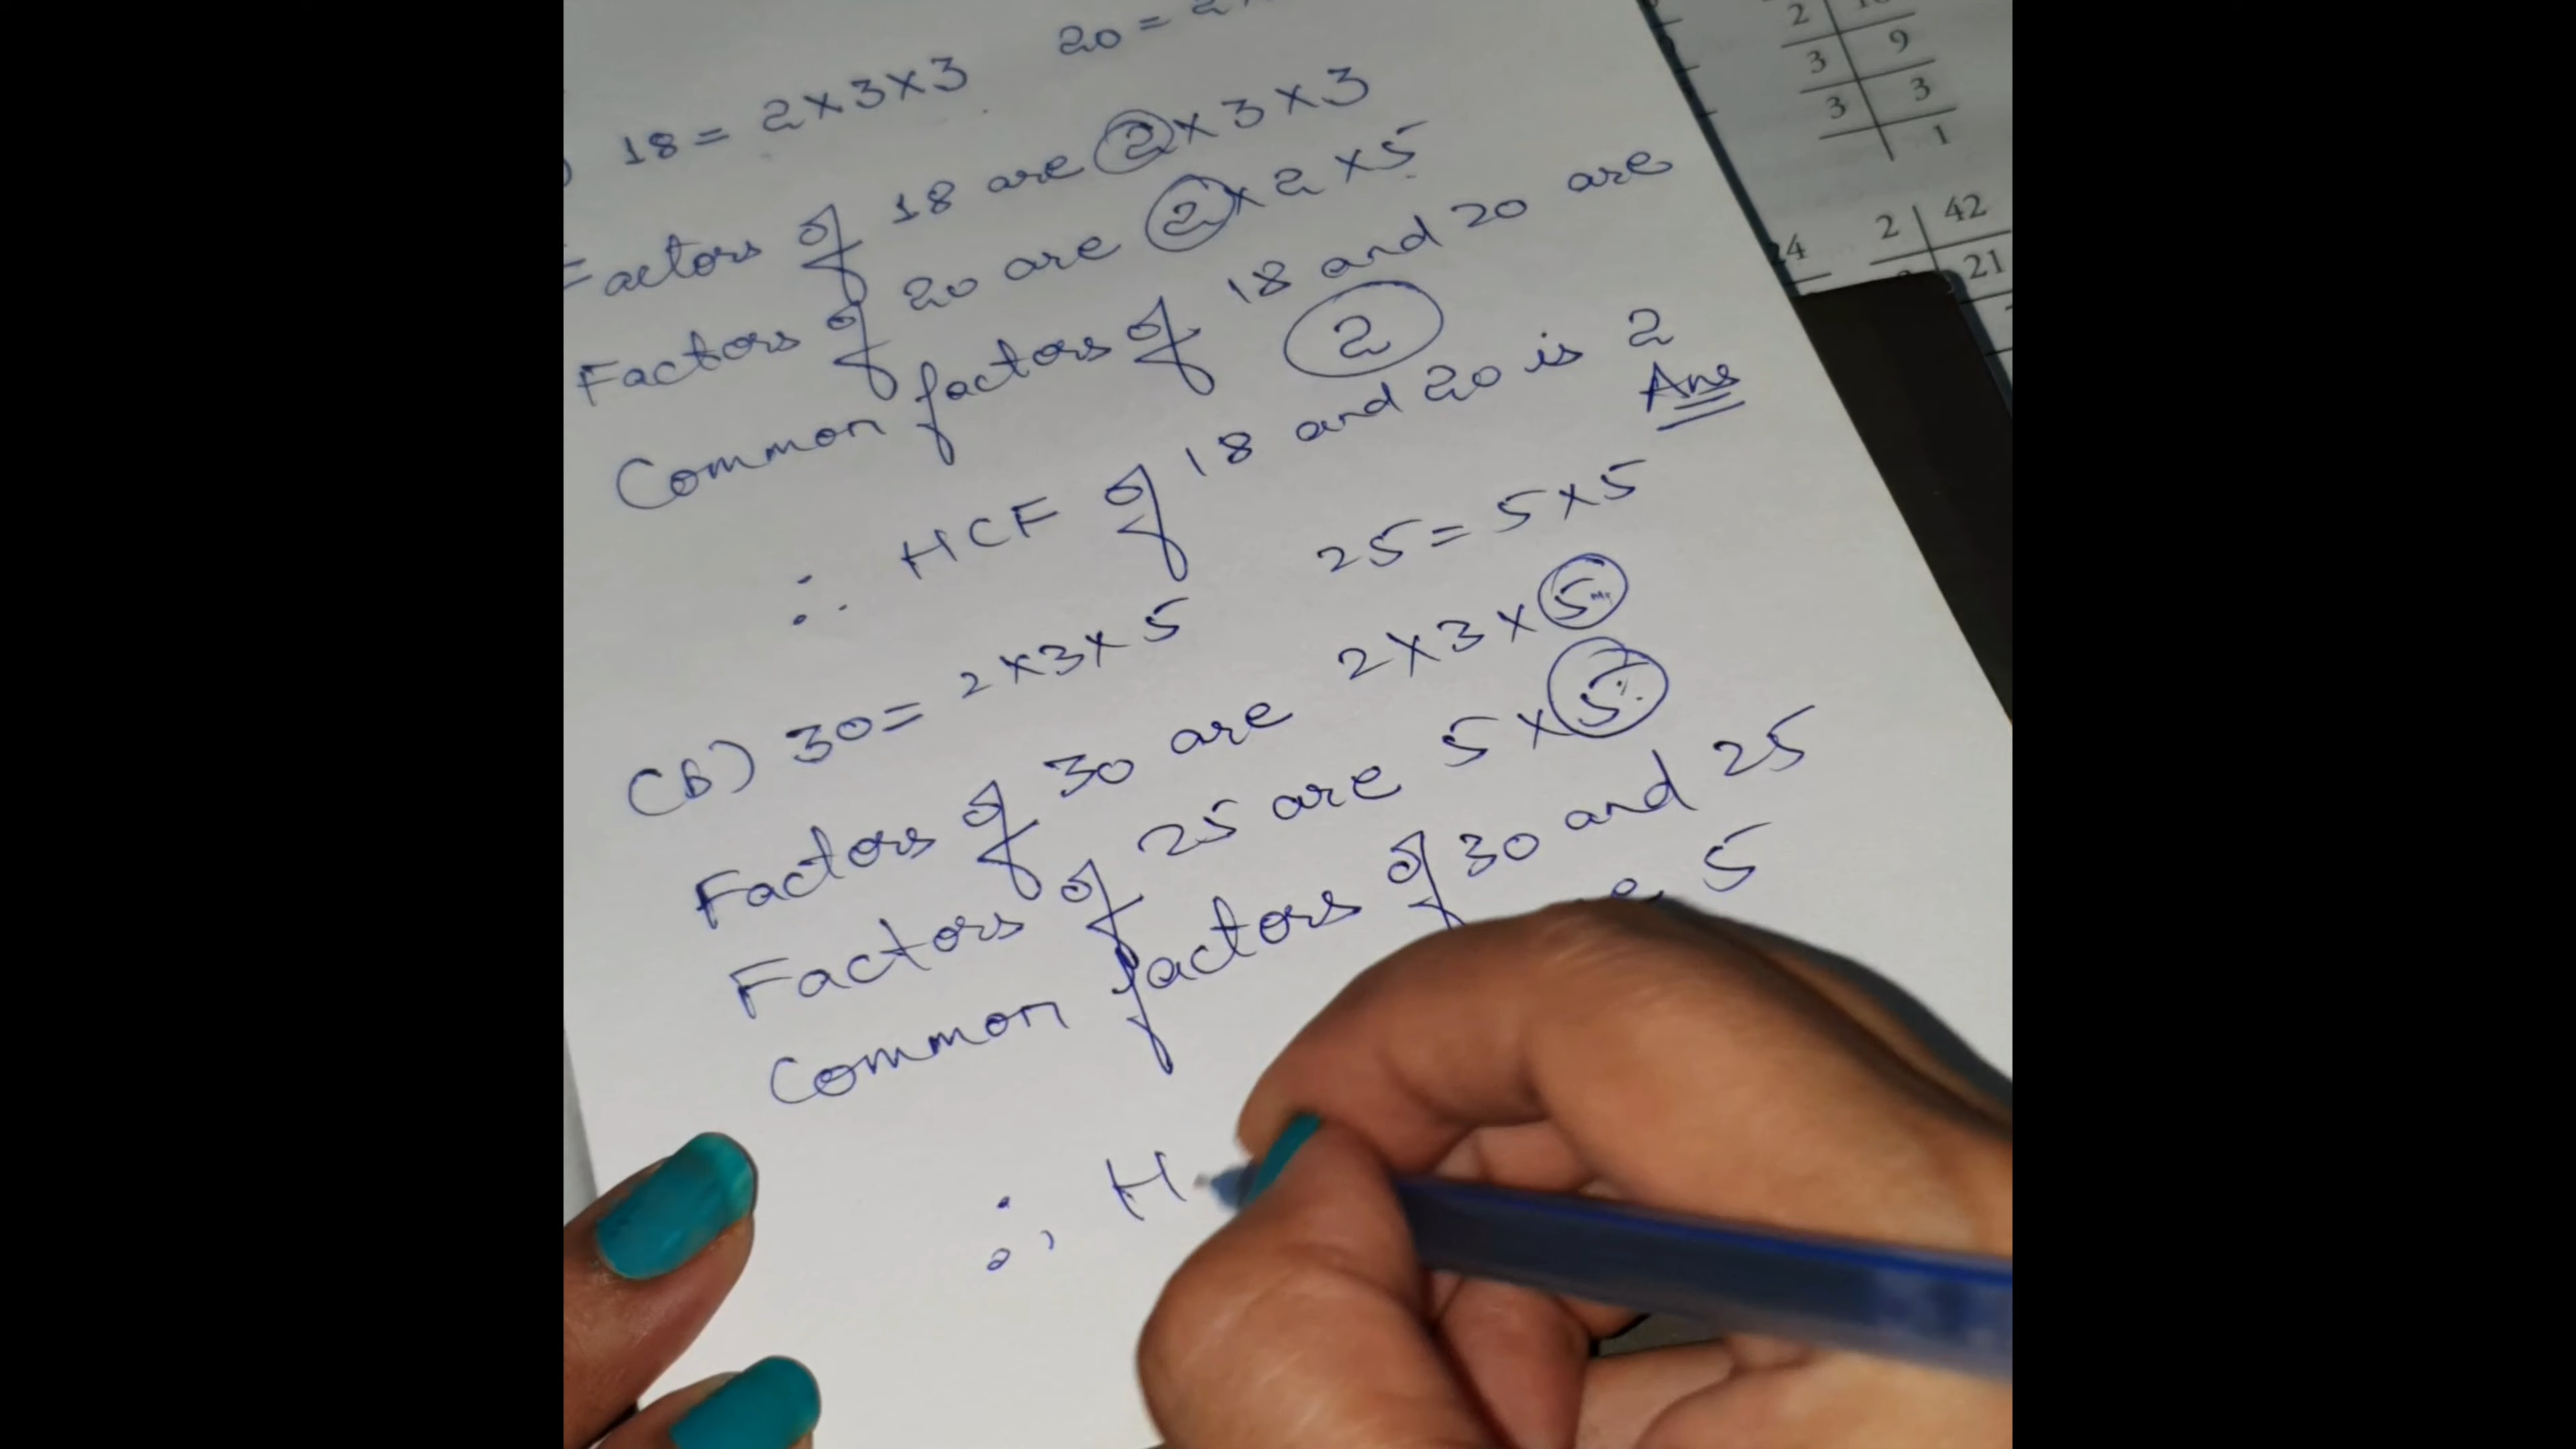 18 = 2×3×3 20 = 2
Factors of 18 are 2×3×3
Factors of 20 are 2×2×5
Common factors of 18 and 20 are
2
∴ HCF of 18 and 20 is 2
Ans
(B) 30 = 2×3×5 25 = 5×5
Factors of 30 are 2×3×5
Factors of 25 are 5×5
Common factors of 30 and 25
5
∴ H
2
3 9
3 3
1
24
2 42
21